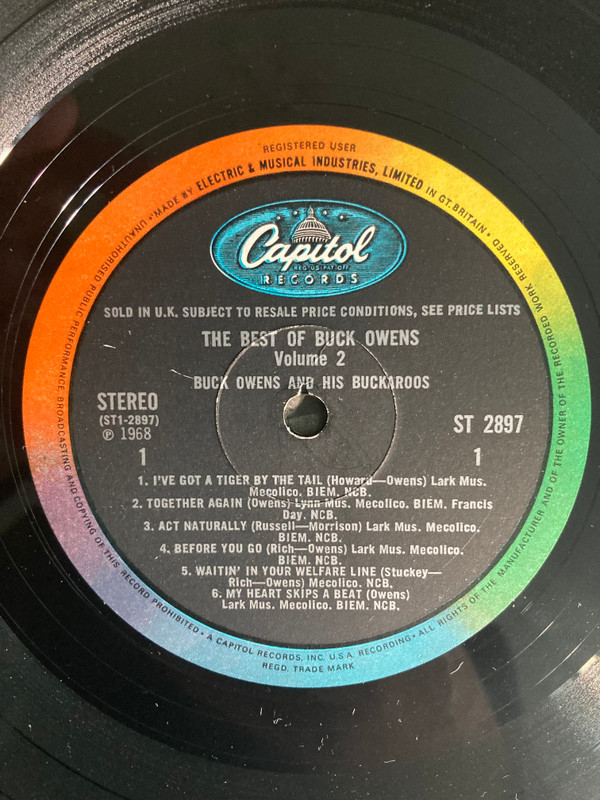 REGISTERED USER
UNAUTHORISED PUBLIC PERFORMANCE, BROADCASTING AND COPYING OF THIS RECORD PROHIBITED • A CAPITOL RECORDS, INC. U.S.A. RECORDING • ALL RIGHTS OF THE MANUFACTURER AND OF THE OWNER OF THE RECORDED WORK RESERVED
• MADE BY ELECTRIC & MUSICAL INDUSTRIES, LIMITED IN GT. BRITAIN •
Capitol
REG. U.S. PAT. OFF.
RECORDS
SOLD IN U.K. SUBJECT TO RESALE PRICE CONDITIONS, SEE PRICE LISTS
THE BEST OF BUCK OWENS
Volume 2
BUCK OWENS AND HIS BUCKAROOS
STEREO
(ST1-2897)
℗ 1968
1
ST 2897
1
1. I'VE GOT A TIGER BY THE TAIL (Howard—Owens) Lark Mus.
Mecolico. BIEM. NCB.
2. TOGETHER AGAIN (Owens) Lynn Mus. Mecolico. BIEM. Francis
Day. NCB.
3. ACT NATURALLY (Russell—Morrison) Lark Mus. Mecolico.
BIEM. NCB.
4. BEFORE YOU GO (Rich—Owens) Lark Mus. Mecolico.
BIEM. NCB.
5. WAITIN' IN YOUR WELFARE LINE (Stuckey—
Rich—Owens) Mecolico. NCB.
6. MY HEART SKIPS A BEAT (Owens)
Lark Mus. Mecolico. BIEM. NCB.
REGD. TRADE MARK